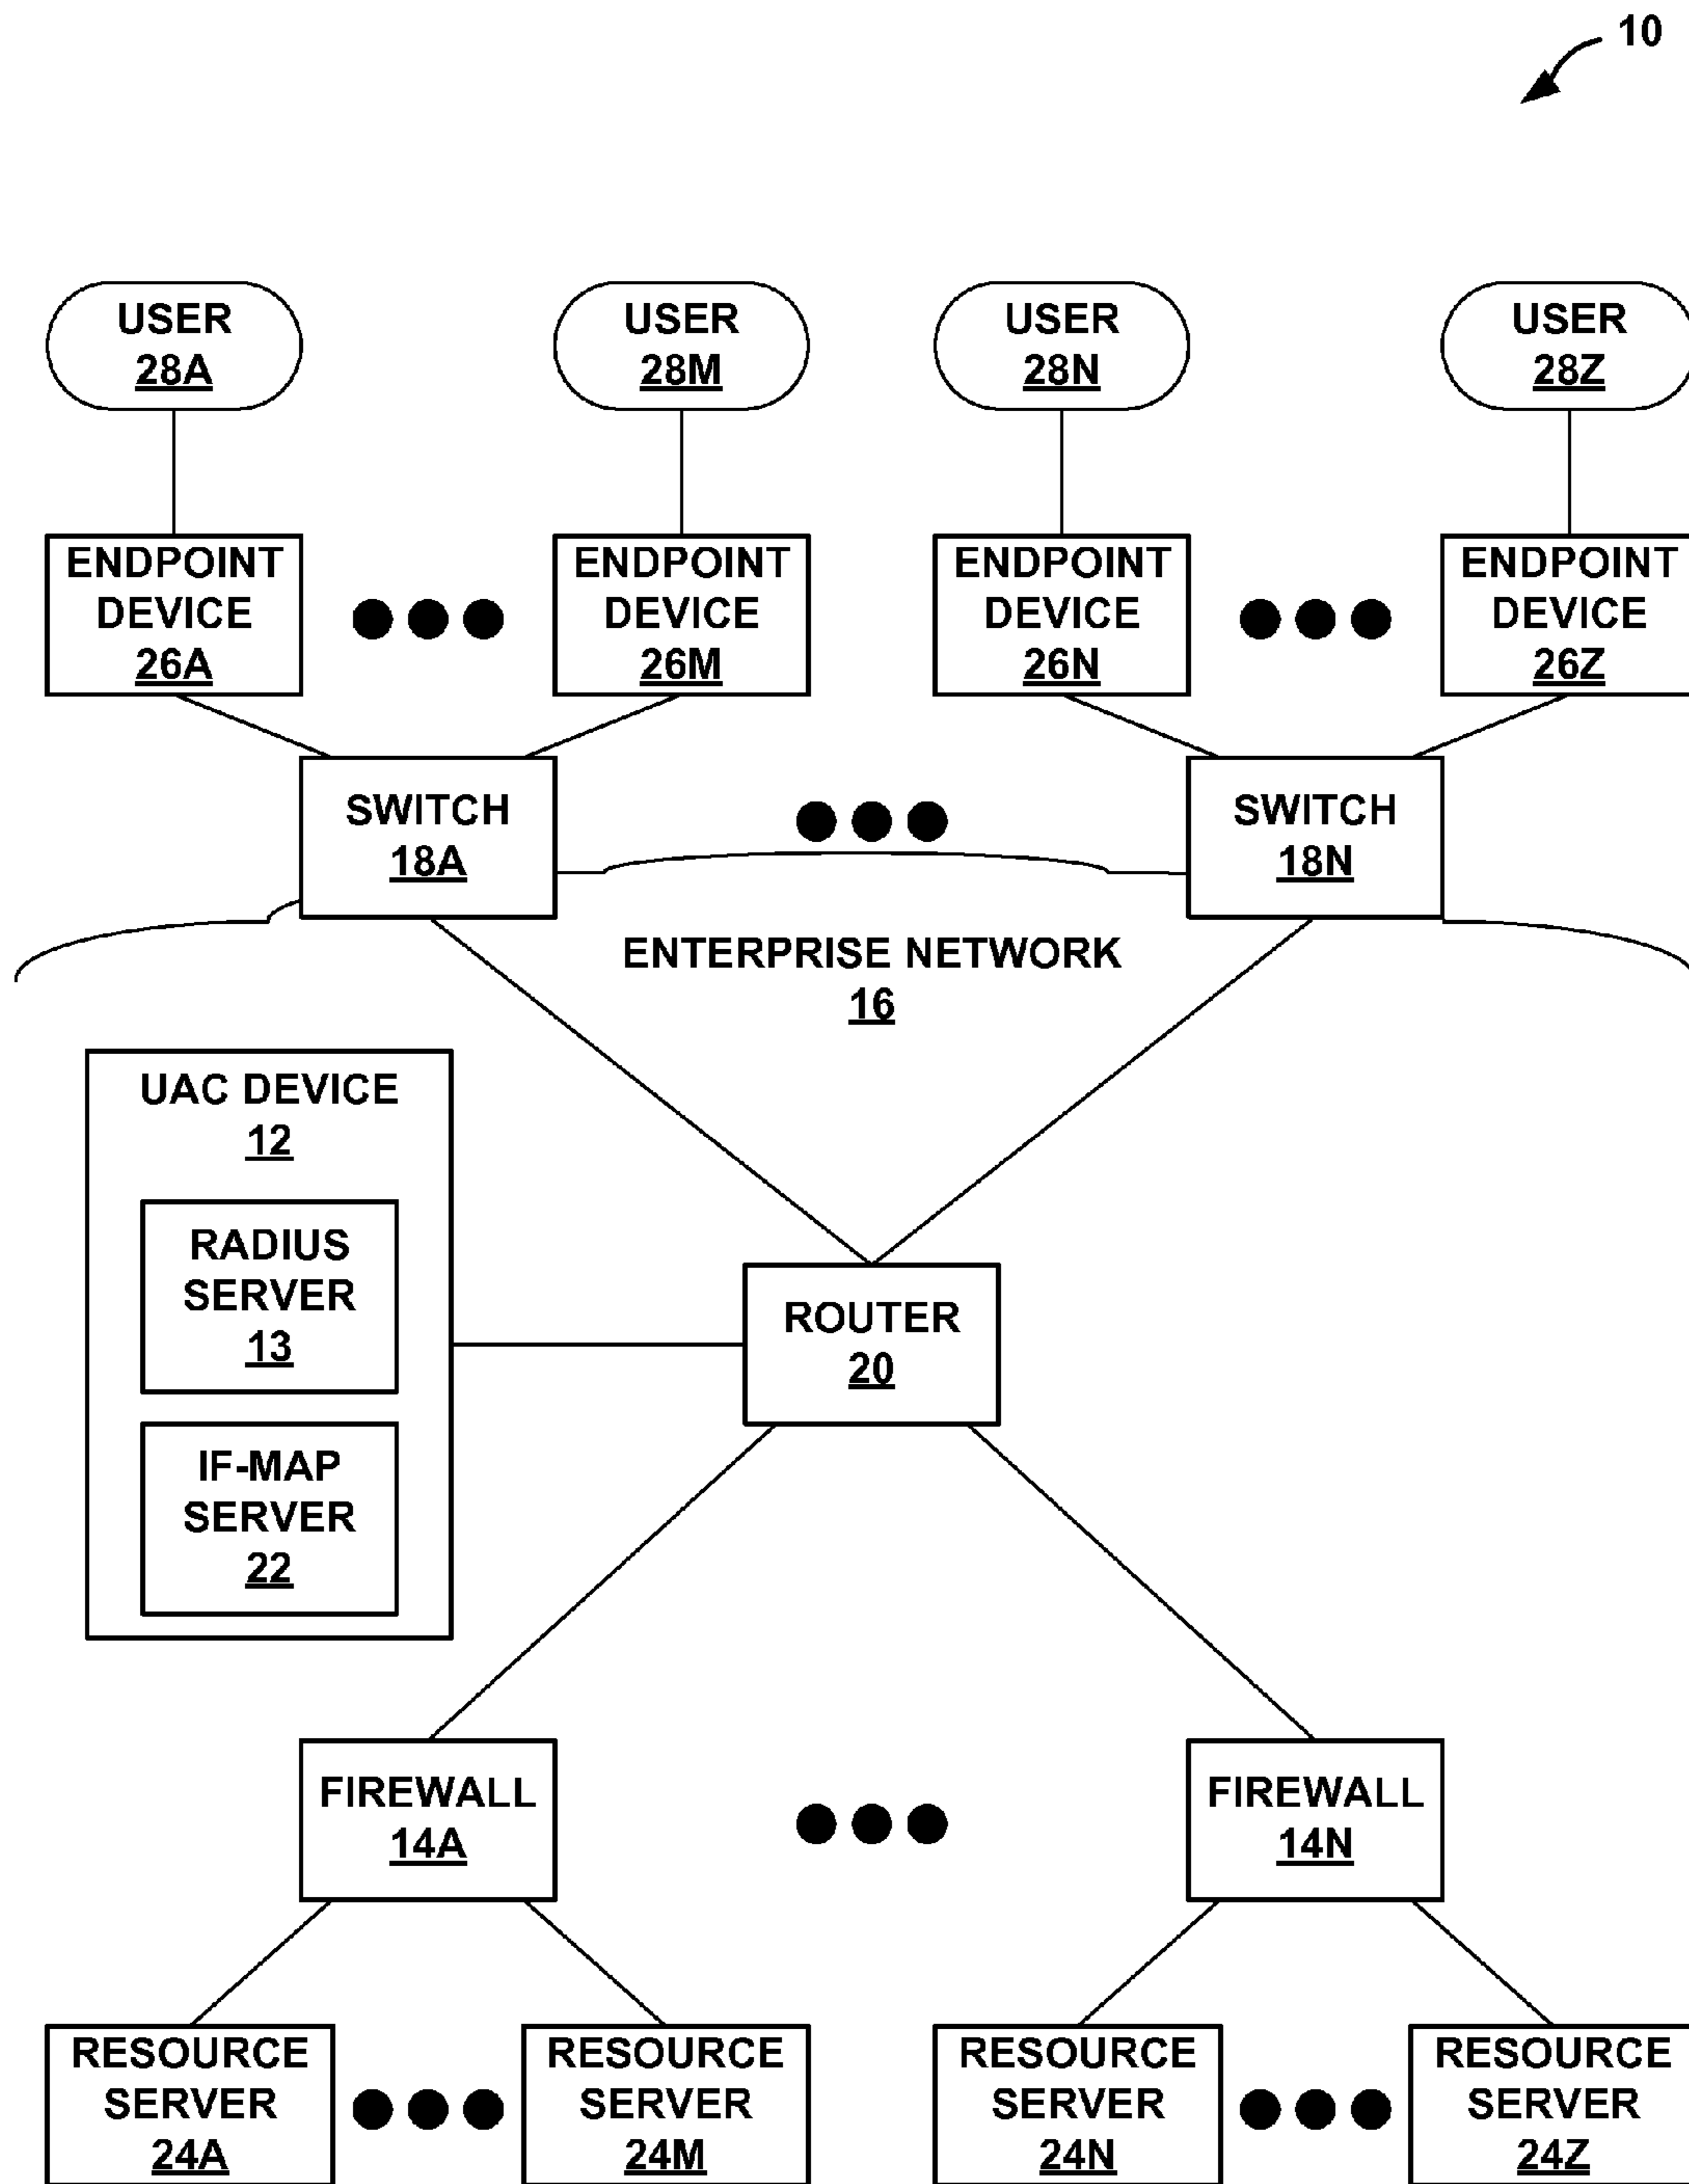 10
USER
28A
USER
28M
USER
28N
USER
28Z
ENDPOINT
DEVICE
26A
ENDPOINT
DEVICE
26M
ENDPOINT
DEVICE
26N
ENDPOINT
DEVICE
26Z
SWITCH
18A
SWITCH
18N
ENTERPRISE NETWORK
16
UAC DEVICE
12
RADIUS
SERVER
13
IF-MAP
SERVER
22
ROUTER
20
FIREWALL
14A
FIREWALL
14N
RESOURCE
SERVER
24A
RESOURCE
SERVER
24M
RESOURCE
SERVER
24N
RESOURCE
SERVER
24Z